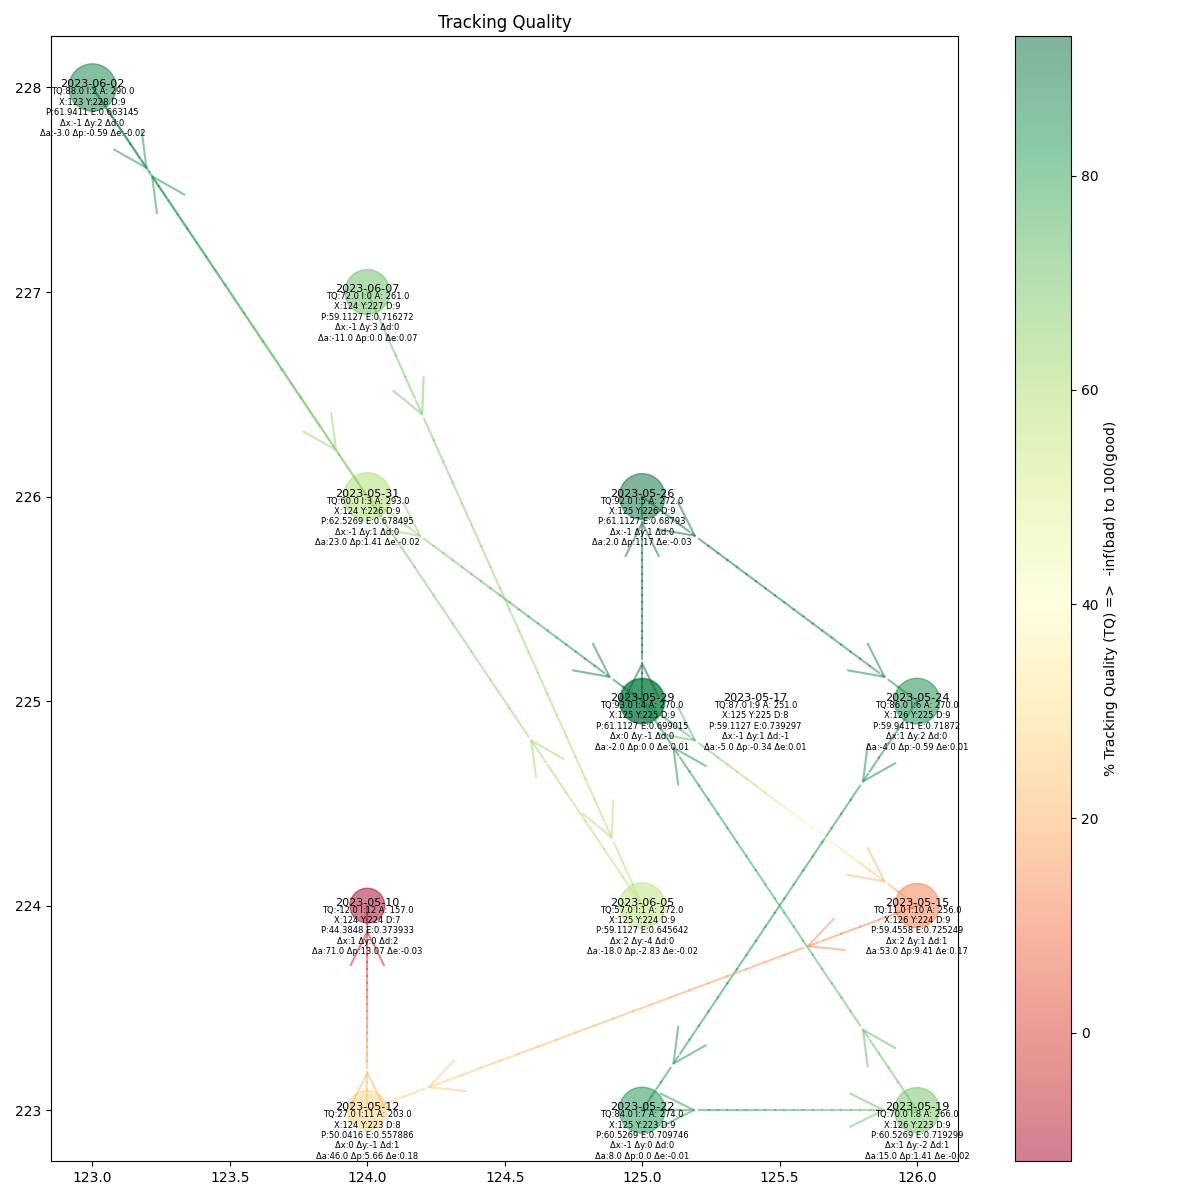 Tracking Quality
228
227
226
225
224
223
2023-06-02
TQ:88.0 I:2 A: 290.0
X:123 Y:228 D:9
P:61.9411 E:0.663145
Δx:-1 Δy:2 Δd:0
Δa:-3.0 Δp:-0.59 Δe:-0.02
2023-06-07
TQ:72.0 I:0 A: 261.0
X:124 Y:227 D:9
P:59.1127 E:0.716272
Δx:-1 Δy:3 Δd:0
Δa:-11.0 Δp:0.0 Δe:0.07
2023-05-31
TQ:60.0 I:3 A: 293.0
X:124 Y:226 D:9
P:62.5269 E:0.678495
Δx:-1 Δy:1 Δd:0
Δa:23.0 Δp:1.41 Δe:-0.02
2023-05-26
TQ:92.0 I:5 A: 272.0
X:125 Y:226 D:9
P:61.1127 E:0.68793
Δx:-1 Δy:1 Δd:0
Δa:2.0 Δp:1.17 Δe:-0.03
2023-05-29
TQ:93.0 I:4 A: 270.0
X:125 Y:225 D:9
P:61.1127 E:0.699015
Δx:0 Δy:-1 Δd:0
Δa:-2.0 Δp:0.0 Δe:0.01
2023-05-17
TQ:87.0 I:9 A: 251.0
X:125 Y:225 D:8
P:59.1127 E:0.739297
Δx:-1 Δy:1 Δd:-1
Δa:-5.0 Δp:-0.34 Δe:0.01
2023-05-24
TQ:86.0 I:6 A: 270.0
X:126 Y:225 D:9
P:59.9411 E:0.71872
Δx:1 Δy:2 Δd:0
Δa:-4.0 Δp:-0.59 Δe:0.01
2023-05-10
TQ:-12.0 I:12 A: 157.0
X:124 Y:224 D:7
P:44.3848 E:0.373933
Δx:1 Δy:0 Δd:2
Δa:71.0 Δp:13.07 Δe:-0.03
2023-06-05
TQ:57.0 I:1 A: 272.0
X:125 Y:224 D:9
P:59.1127 E:0.645642
Δx:2 Δy:-4 Δd:0
Δa:-18.0 Δp:-2.83 Δe:-0.02
2023-05-15
TQ:11.0 I:10 A: 256.0
X:126 Y:224 D:9
P:59.4558 E:0.725249
Δx:2 Δy:1 Δd:1
Δa:53.0 Δp:9.41 Δe:0.17
2023-05-12
TQ:27.0 I:11 A: 203.0
X:124 Y:223 D:8
P:50.0416 E:0.557886
Δx:0 Δy:-1 Δd:1
Δa:46.0 Δp:5.66 Δe:0.18
2023-05-22
TQ:84.0 I:7 A: 274.0
X:125 Y:223 D:9
P:60.5269 E:0.709746
Δx:-1 Δy:0 Δd:0
Δa:8.0 Δp:0.0 Δe:-0.01
2023-05-19
TQ:70.0 I:8 A: 266.0
X:126 Y:223 D:9
P:60.5269 E:0.719299
Δx:1 Δy:-2 Δd:1
Δa:15.0 Δp:1.41 Δe:-0.02
123.0 123.5 124.0 124.5 125.0 125.5 126.0
80
60
40
20
0
% Tracking Quality (TQ) => -inf(bad) to 100(good)